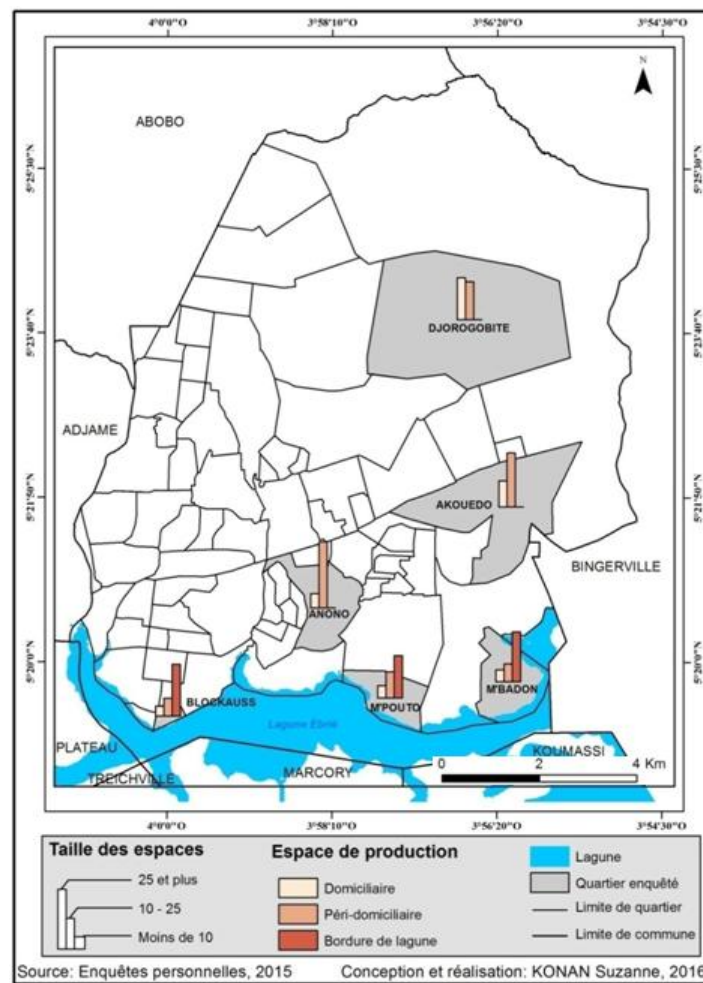 4°0'0"O 3°58'10"O 3°56'20"O 3°54'30"O
N
ABOBO
5°25'30"N 5°25'30"N
DJOROGOBITE
5°23'40"N 5°23'40"N
ADJAME
AKOUEDO
5°21'50"N 5°21'50"N
BINGERVILLE
ANONO
5°20'0"N 5°20'0"N
BLOCKAUSS
M'POUTO
M'BADON
Lagune Ebrié
PLATEAU
KOUMASSI
TREICHVILLE
MARCORY
0 2 4 Km
4°0'0"O 3°58'10"O 3°56'20"O 3°54'30"O
Taille des espaces
25 et plus
10 - 25
Moins de 10
Espace de production
Domiciliaire
Péri-domiciliaire
Bordure de lagune
Lagune
Quartier enquêté
Limite de quartier
Limite de commune
Source: Enquêtes personnelles, 2015 Conception et réalisation: KONAN Suzanne, 2016